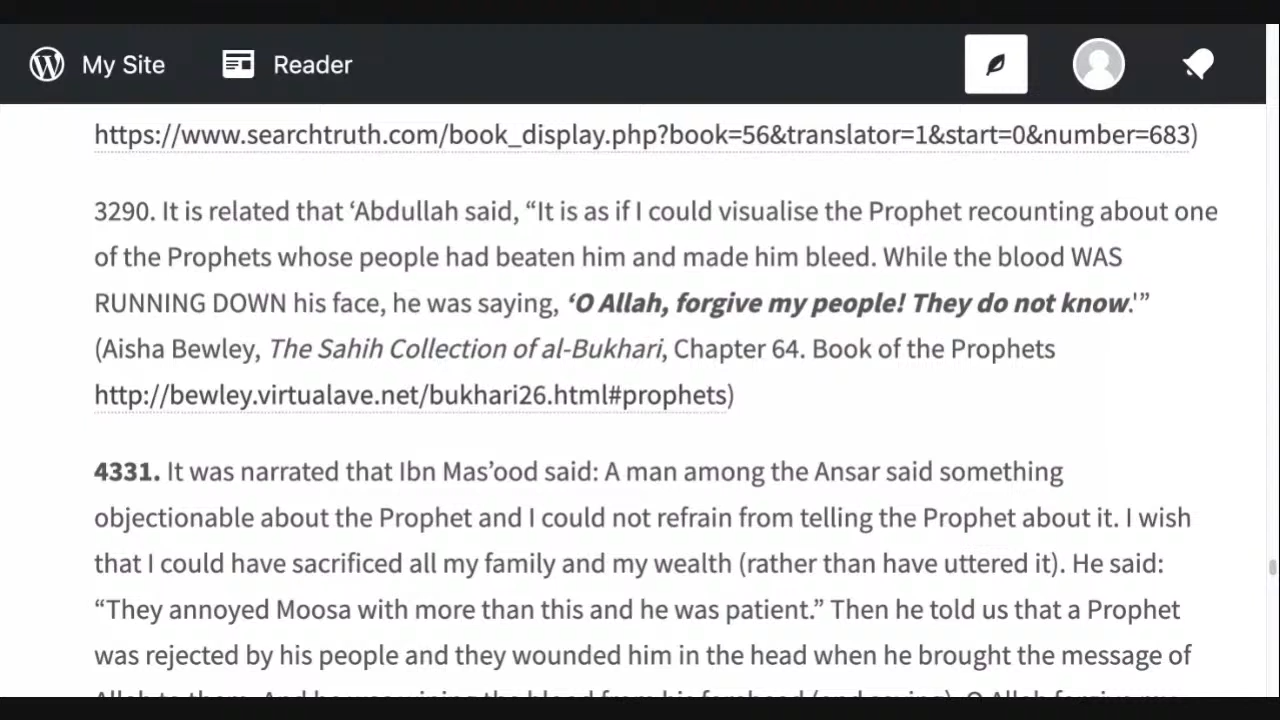 My Site Reader
https://www.searchtruth.com/book_display.php?book=56&translator=1&start=0&number=683)
3290. It is related that ‘Abdullah said, “It is as if I could visualise the Prophet recounting about one
of the Prophets whose people had beaten him and made him bleed. While the blood WAS
RUNNING DOWN his face, he was saying, ‘O Allah, forgive my people! They do not know.'”
(Aisha Bewley, The Sahih Collection of al-Bukhari, Chapter 64. Book of the Prophets
http://bewley.virtualave.net/bukhari26.html#prophets)
4331. It was narrated that Ibn Mas’ood said: A man among the Ansar said something
objectionable about the Prophet and I could not refrain from telling the Prophet about it. I wish
that I could have sacrificed all my family and my wealth (rather than have uttered it). He said:
“They annoyed Moosa with more than this and he was patient.” Then he told us that a Prophet
was rejected by his people and they wounded him in the head when he brought the message of